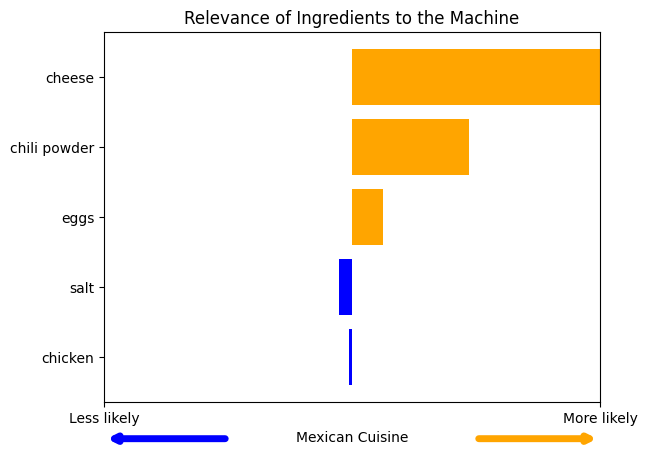 Relevance of Ingredients to the Machine
cheese
chili powder
eggs
salt
chicken
Less likely
More likely
Mexican Cuisine